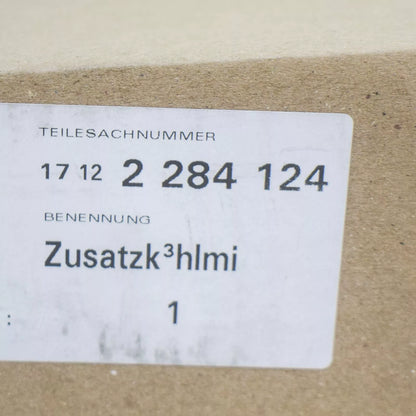 TEILESACHNUMMER
17 12 2 284 124
BENENNUNG
Zusatzk³hlmi
: 1